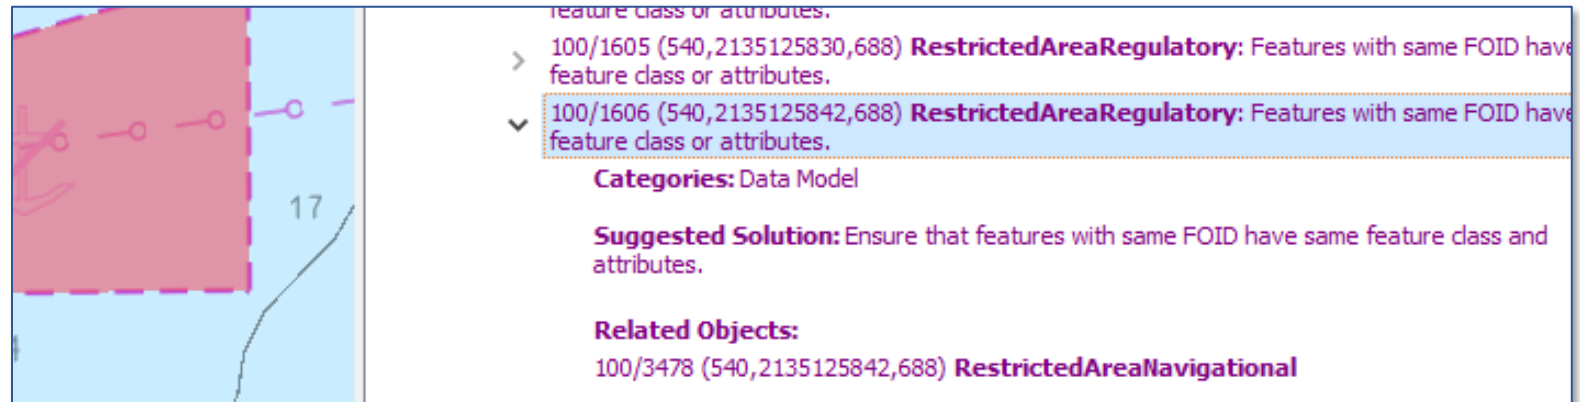 feature class or attributes.
100/1605 (540,2135125830,688) RestrictedAreaRegulatory: Features with same FOID have
feature class or attributes.
100/1606 (540,2135125842,688) RestrictedAreaRegulatory: Features with same FOID have
feature class or attributes.
Categories: Data Model
17
Suggested Solution: Ensure that features with same FOID have same feature class and
attributes.
Related Objects:
100/3478 (540,2135125842,688) RestrictedAreaNavigational